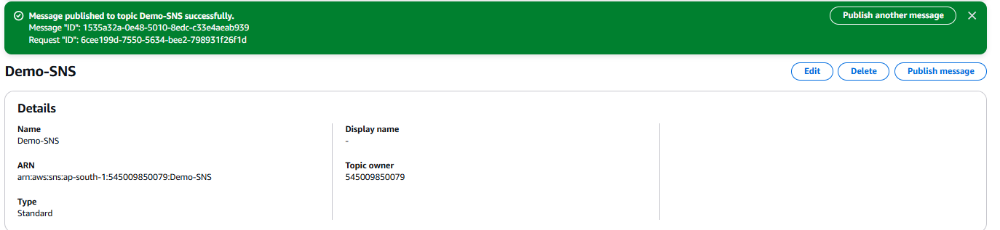 Message published to topic Demo-SNS successfully.
Message "ID": 1535a32a-0e48-5010-8edc-c33e4aeab939
Request "ID": 6cee199d-7550-5634-bee2-798931f26f1d
Publish another message
Demo-SNS
Edit
Delete
Publish message
Details
Name
Demo-SNS
ARN
arn:aws:sns:ap-south-1:545009850079:Demo-SNS
Type
Standard
Display name
-
Topic owner
545009850079